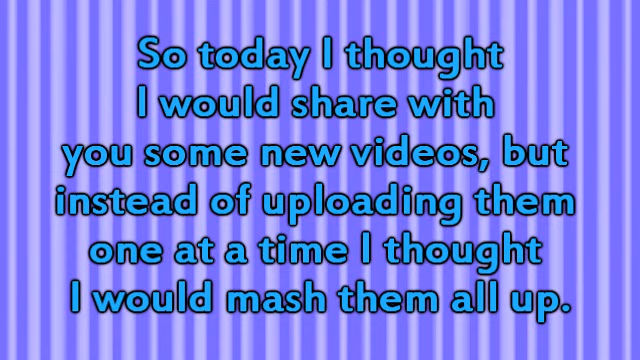 So today I thought
I would share with
you some new videos, but
instead of uploading them
one at a time I thought
I would mash them all up.